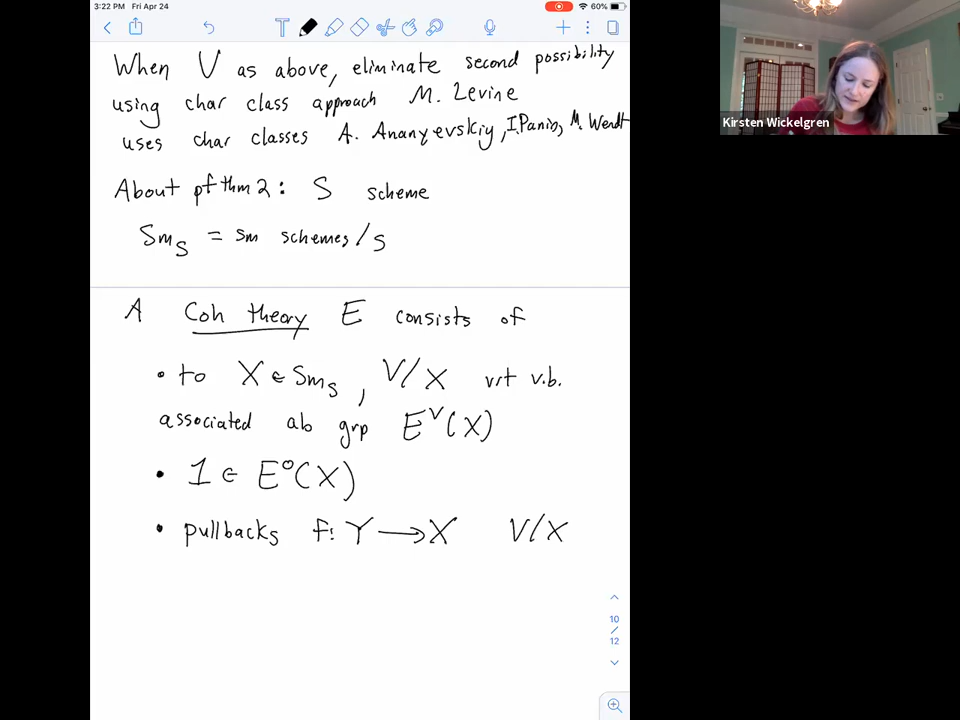 3:22 PM Fri Apr 24
60%
When V as above, eliminate second possibility
using char class approach M. Levine
uses char classes A. Ananyevskiy, I. Panin, M. Wendt
About pf thm 2: S scheme
Sm_S = sm schemes/S
A Coh theory E consists of
• to X ∈ Sm_S, V/X vrt v.b.
associated ab grp E^V(X)
• 1 ∈ E^0(X)
• pullbacks f: Y → X V/X
10
/
12
Kirsten Wickelgren